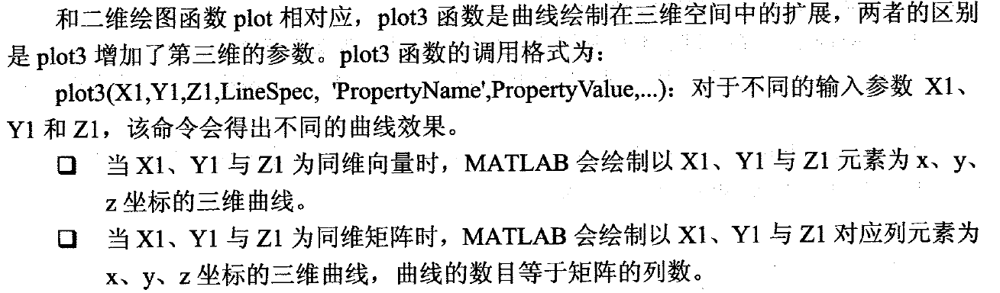 和二维绘图函数 plot 相对应，plot3 函数是曲线绘制在三维空间中的扩展，两者的区别
是 plot3 增加了第三维的参数。plot3 函数的调用格式为：
plot3(X1,Y1,Z1,LineSpec, 'PropertyName',PropertyValue,...)：对于不同的输入参数 X1、
Y1 和 Z1，该命令会得出不同的曲线效果。
❑ 当 X1、Y1 与 Z1 为同维向量时，MATLAB 会绘制以 X1、Y1 与 Z1 元素为 x、y、
z 坐标的三维曲线。
❑ 当 X1、Y1 与 Z1 为同维矩阵时，MATLAB 会绘制以 X1、Y1 与 Z1 对应列元素为
x、y、z 坐标的三维曲线，曲线的数目等于矩阵的列数。